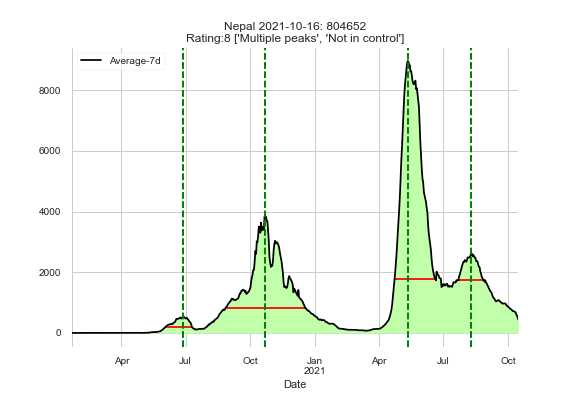 Nepal 2021-10-16: 804652
Rating:8 ['Multiple peaks', 'Not in control']
Average-7d
8000
6000
4000
2000
0
Apr
Jul
Oct
Jan
2021
Apr
Jul
Oct
Date